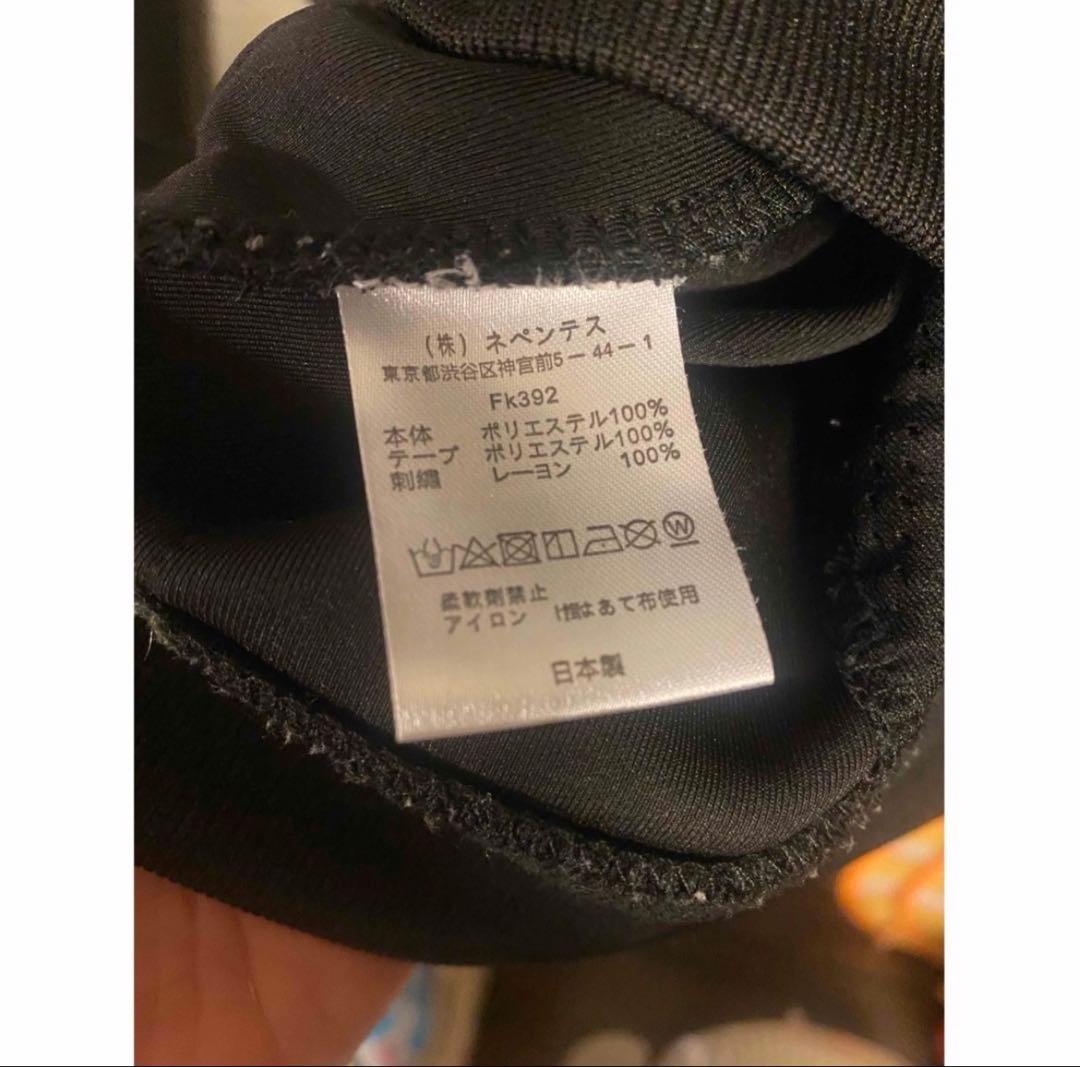 （株）ネペンテス
東京都渋谷区神宮前5－44－1
Fk392
本体 ポリエステル100%
テープ ポリエステル100%
刺繍 レーヨン 100%
W
柔軟剤禁止
アイロン はあて布使用
日本製